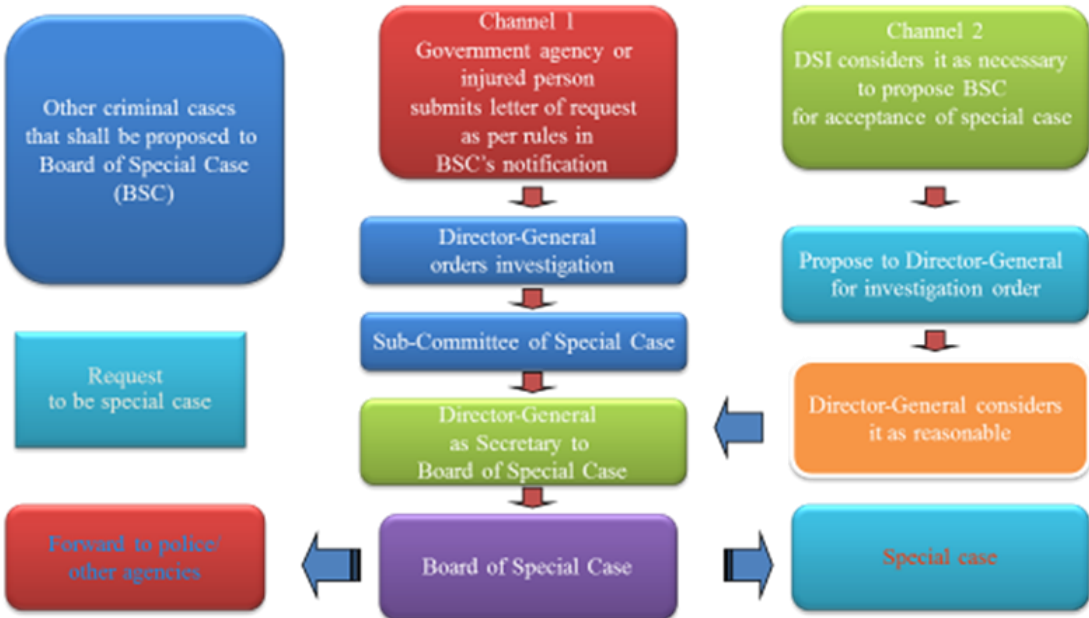 Other criminal cases
that shall be proposed to
Board of Special Case
(BSC)
Channel 1
Government agency or
injured person
submits letter of request
as per rules in
BSC's notification
Channel 2
DSI considers it as necessary
to propose BSC
for acceptance of special case
Director-General
orders investigation
Propose to Director-General
for investigation order
Sub-Committee of Special Case
Request
to be special case
Director-General
as Secretary to
Board of Special Case
Director-General considers
it as reasonable
Forward to police/
other agencies
Board of Special Case
Special case